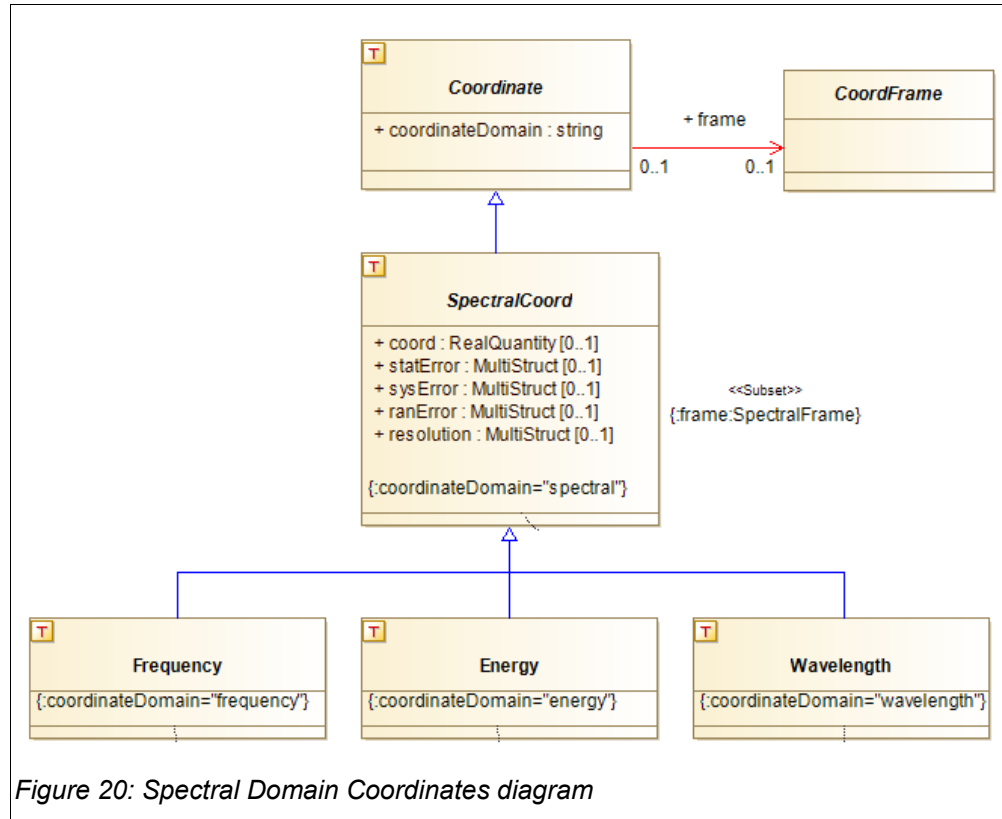 T
Coordinate
+ coordinateDomain : string
CoordFrame
+ frame
0..1
0..1
T
SpectralCoord
+ coord : RealQuantity [0..1]
+ statError : MultiStruct [0..1]
+ sysError : MultiStruct [0..1]
+ ranError : MultiStruct [0..1]
+ resolution : MultiStruct [0..1]
{:coordinateDomain="spectral"}
<<Subset>>
{:frame:SpectralFrame}
T
Frequency
{:coordinateDomain="frequency"}
T
Energy
{:coordinateDomain="energy"}
T
Wavelength
{:coordinateDomain="wavelength"}
Figure 20: Spectral Domain Coordinates diagram